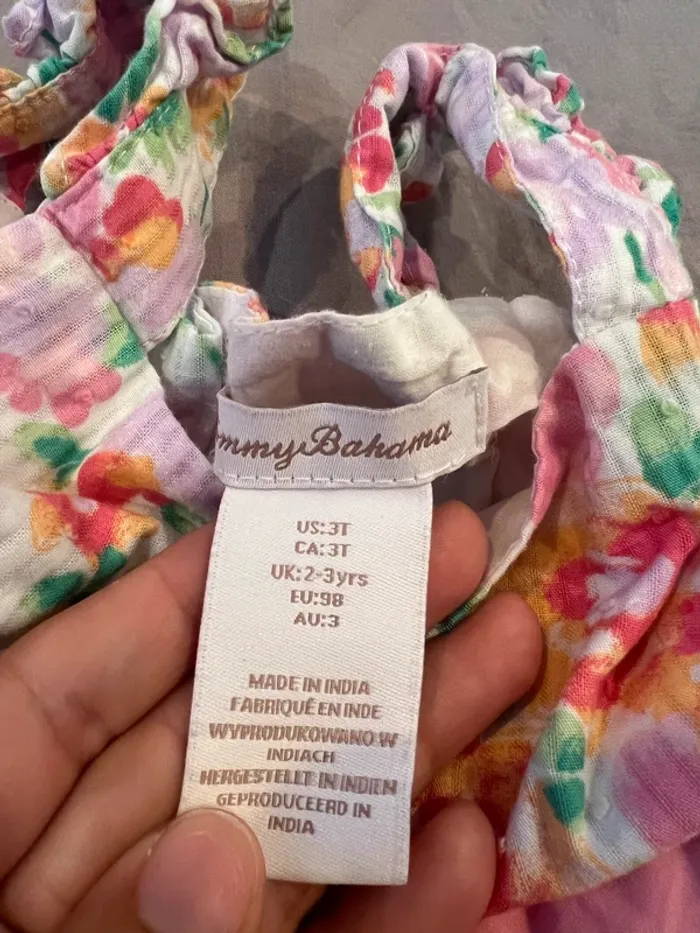 mmyBahama
US:3T
CA:3T
UK:2-3yrs
EU:98
AU:3
MADE IN INDIA
FABRIQUÉ EN INDE
WYPRODUKOWANO W
INDIACH
HERGESTELLT IN INDIEN
GEPRODUCEERD IN
INDIA